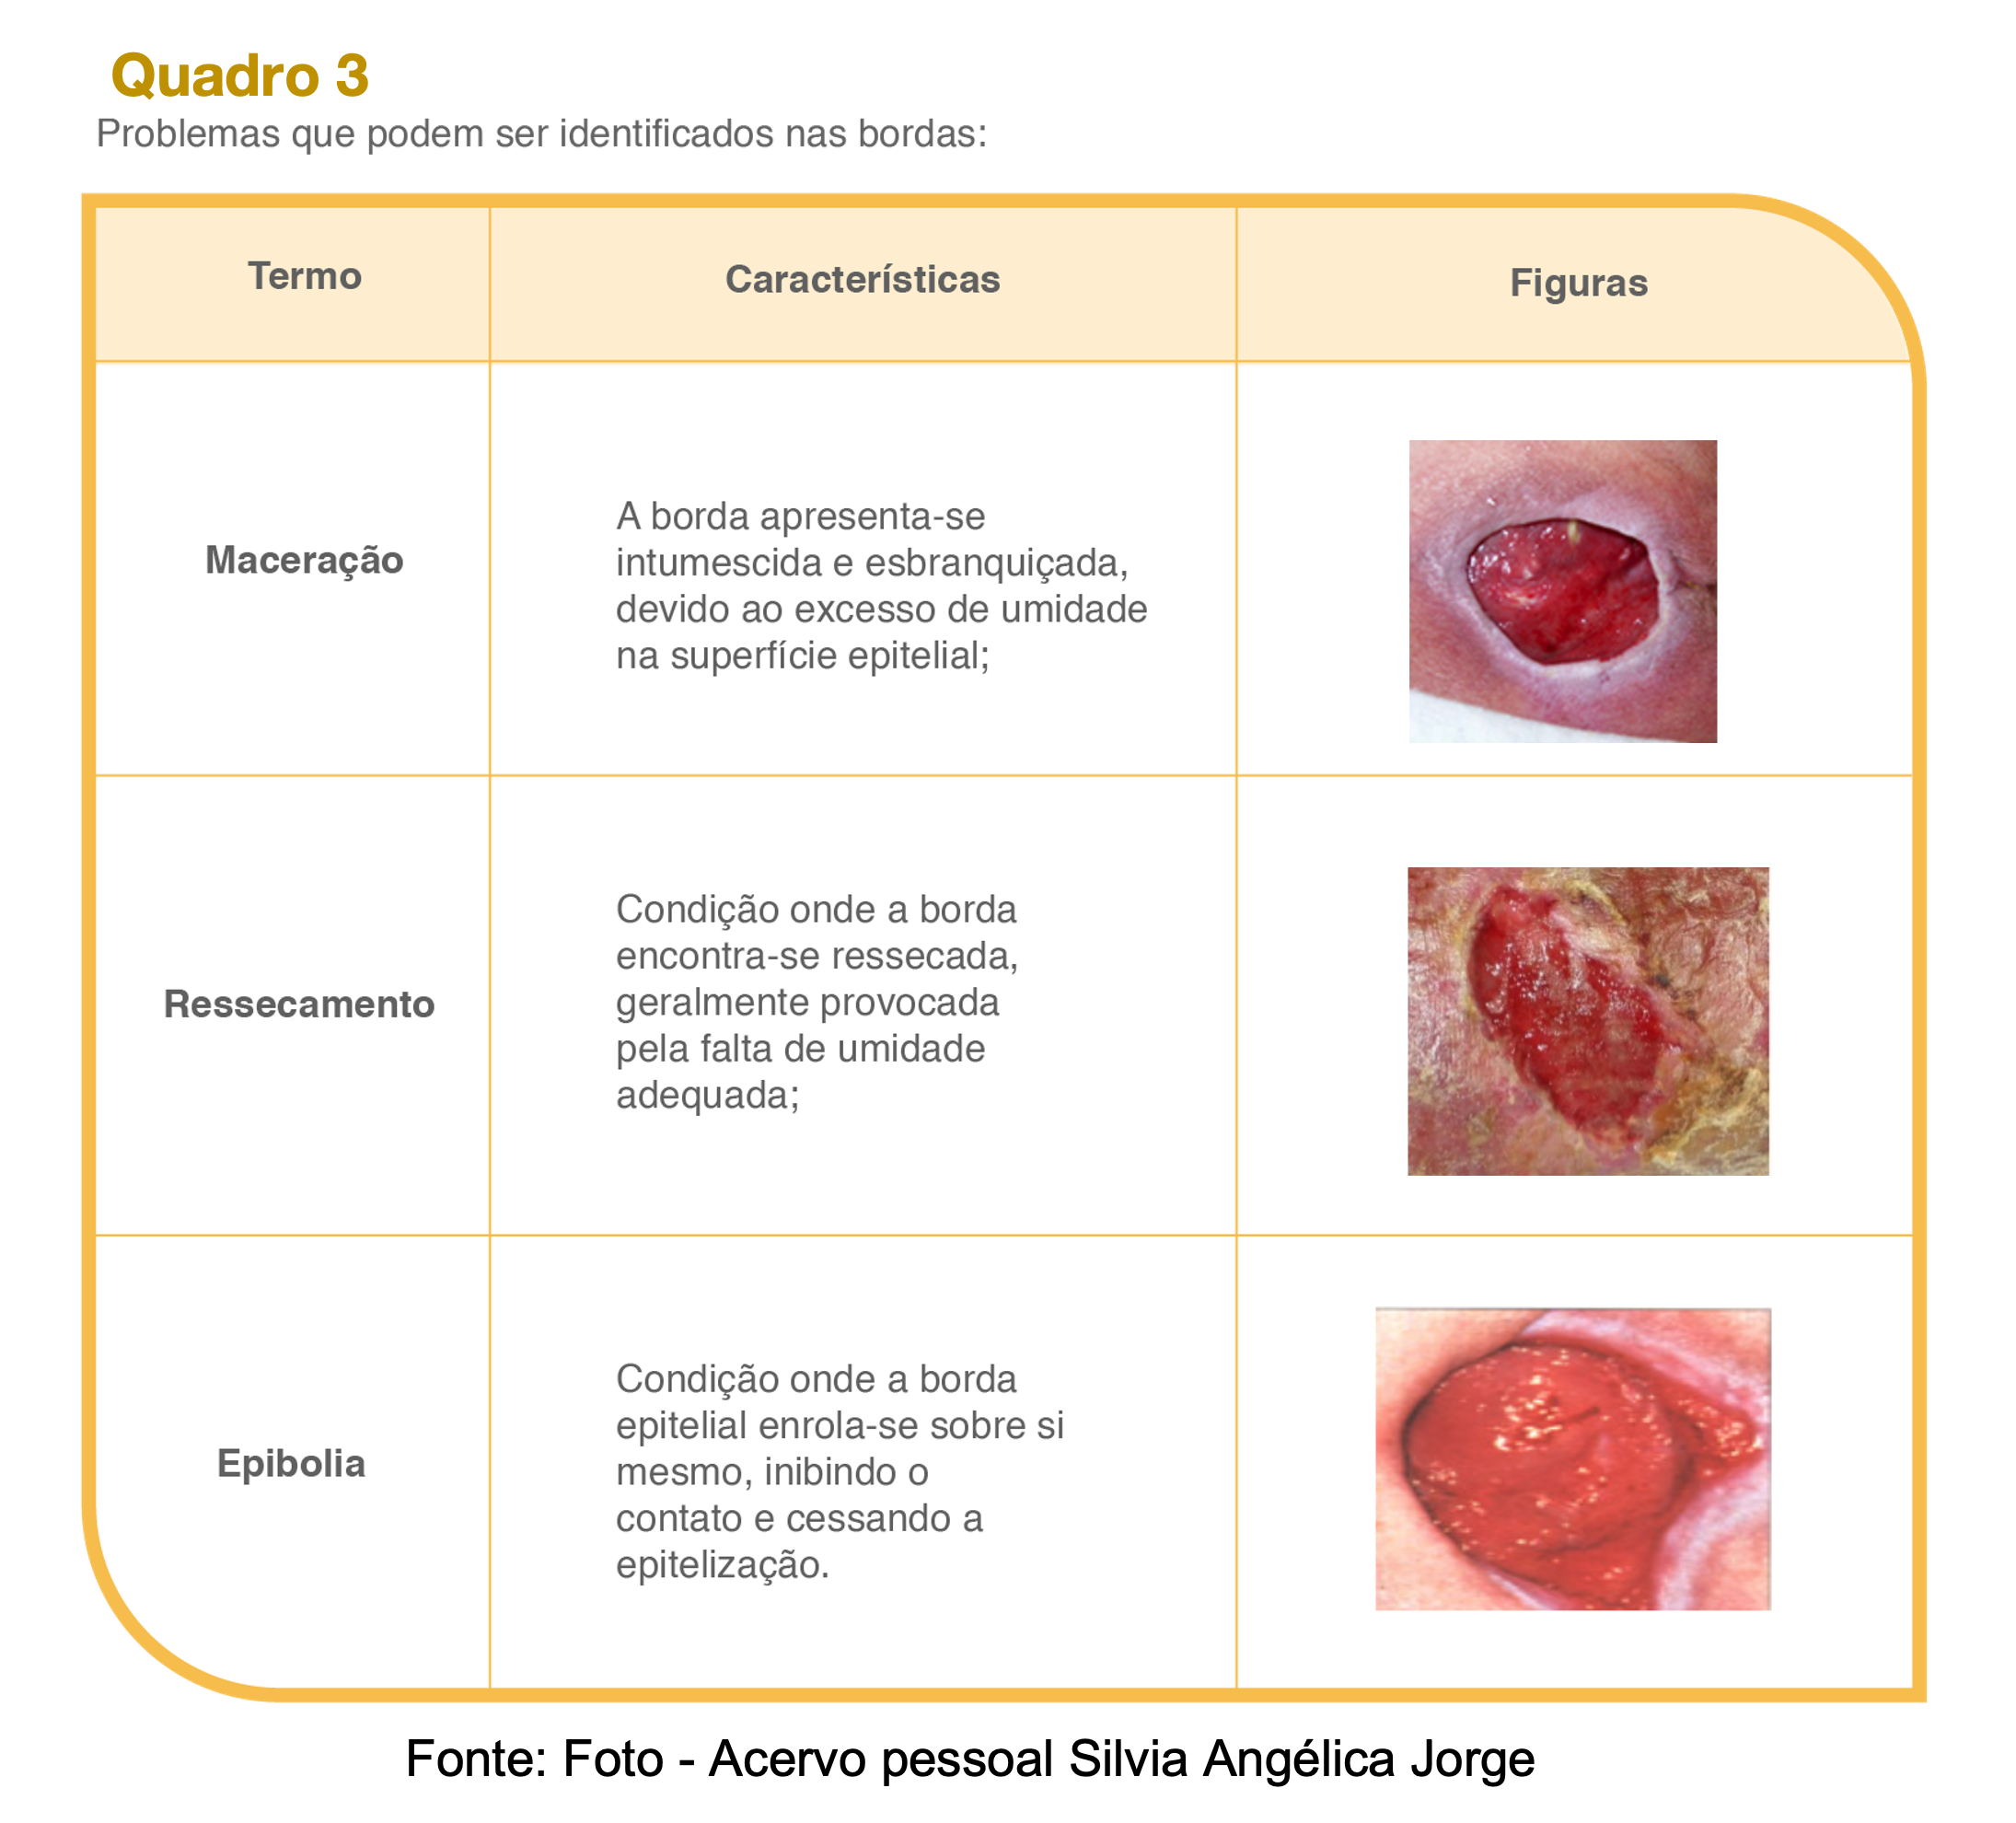 Quadro 3
Problemas que podem ser identificados nas bordas:
Termo
Características
Figuras
Maceração
A borda apresenta-se
intumescida e esbranquiçada,
devido ao excesso de umidade
na superfície epitelial;
Ressecamento
Condição onde a borda
encontra-se ressecada,
geralmente provocada
pela falta de umidade
adequada;
Epibolia
Condição onde a borda
epitelial enrola-se sobre si
mesmo, inibindo o
contato e cessando a
epitelização.
Fonte: Foto - Acervo pessoal Silvia Angélica Jorge